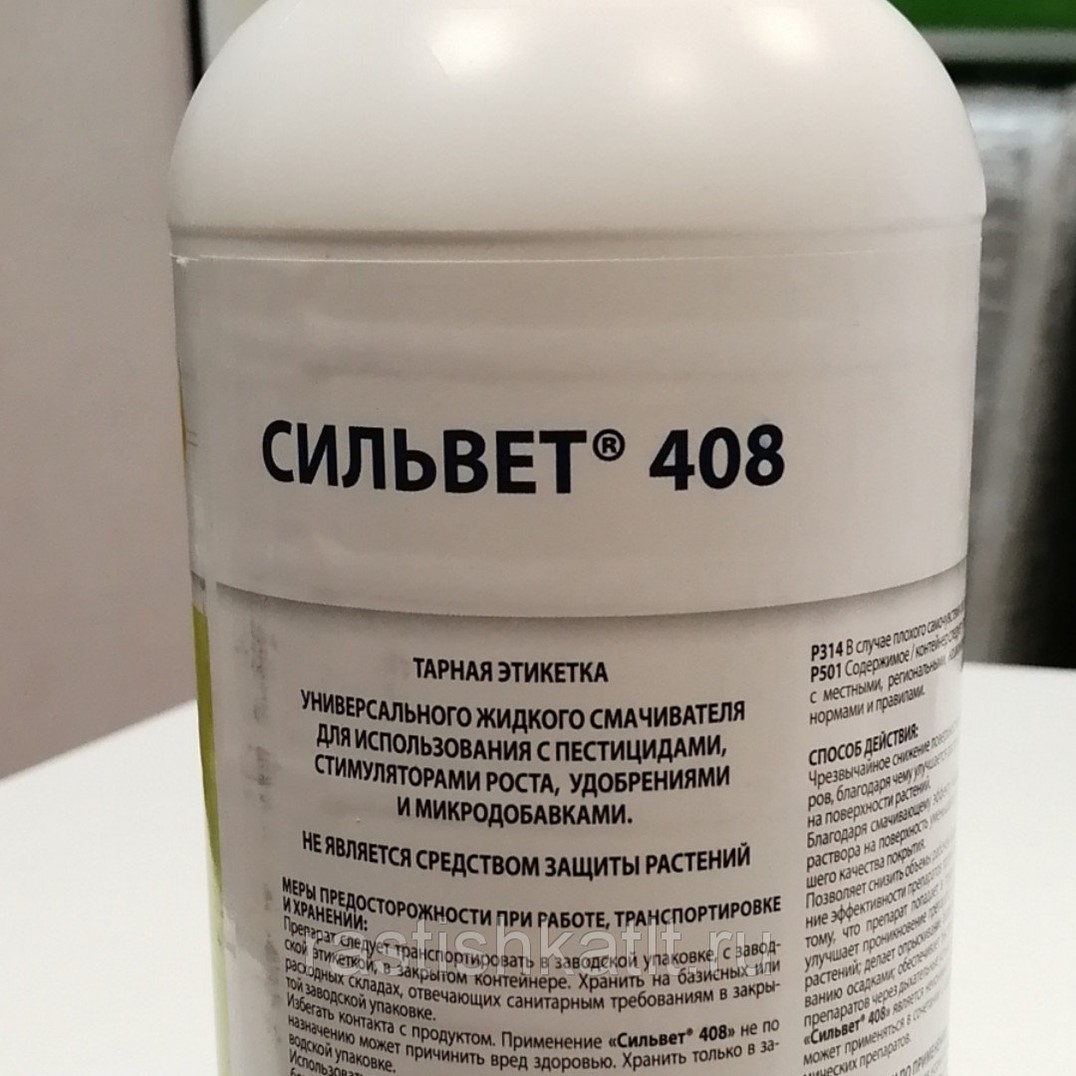 СИЛЬВЕТ® 408
ТАРНАЯ ЭТИКЕТКА
УНИВЕРСАЛЬНОГО ЖИДКОГО СМАЧИВАТЕЛЯ
ДЛЯ ИСПОЛЬЗОВАНИЯ С ПЕСТИЦИДАМИ,
СТИМУЛЯТОРАМИ РОСТА, УДОБРЕНИЯМИ
И МИКРОДОБАВКАМИ.
НЕ ЯВЛЯЕТСЯ СРЕДСТВОМ ЗАЩИТЫ РАСТЕНИЙ
МЕРЫ ПРЕДОСТОРОЖНОСТИ ПРИ РАБОТЕ, ТРАНСПОРТИРОВКЕ
И ХРАНЕНИИ:
Препарат следует транспортировать в заводской упаковке, с завод-
ской этикеткой, в закрытом контейнере. Хранить на базисных или
расходных складах, отвечающих санитарным требованиям в закры-
той заводской упаковке.
Избегать контакта с продуктом. Применение «Сильвет® 408» не по
назначению может причинить вред здоровью. Хранить только в за-
водской упаковке.
P314 В случае плохого самочувствия
P501 Содержимое / контейнер
с местными, региональными,
нормами и правилами.
СПОСОБ ДЕЙСТВИЯ:
Чрезвычайное снижение
ров, благодаря чему улучшается
на поверхности растений.
Благодаря смачивающему эффекту
раствора на поверхность
шего качества покрытия.
Позволяет снизить объемы
ние эффективности препаратов
тому, что препарат попадает в
улучшает проникновение
растений; делает
ванию осадками; обеспечивает
препаратов через дыхательные
«Сильвет® 408» является
может применяться в сочетании
мических препаратов.
rastishkatlt.ru